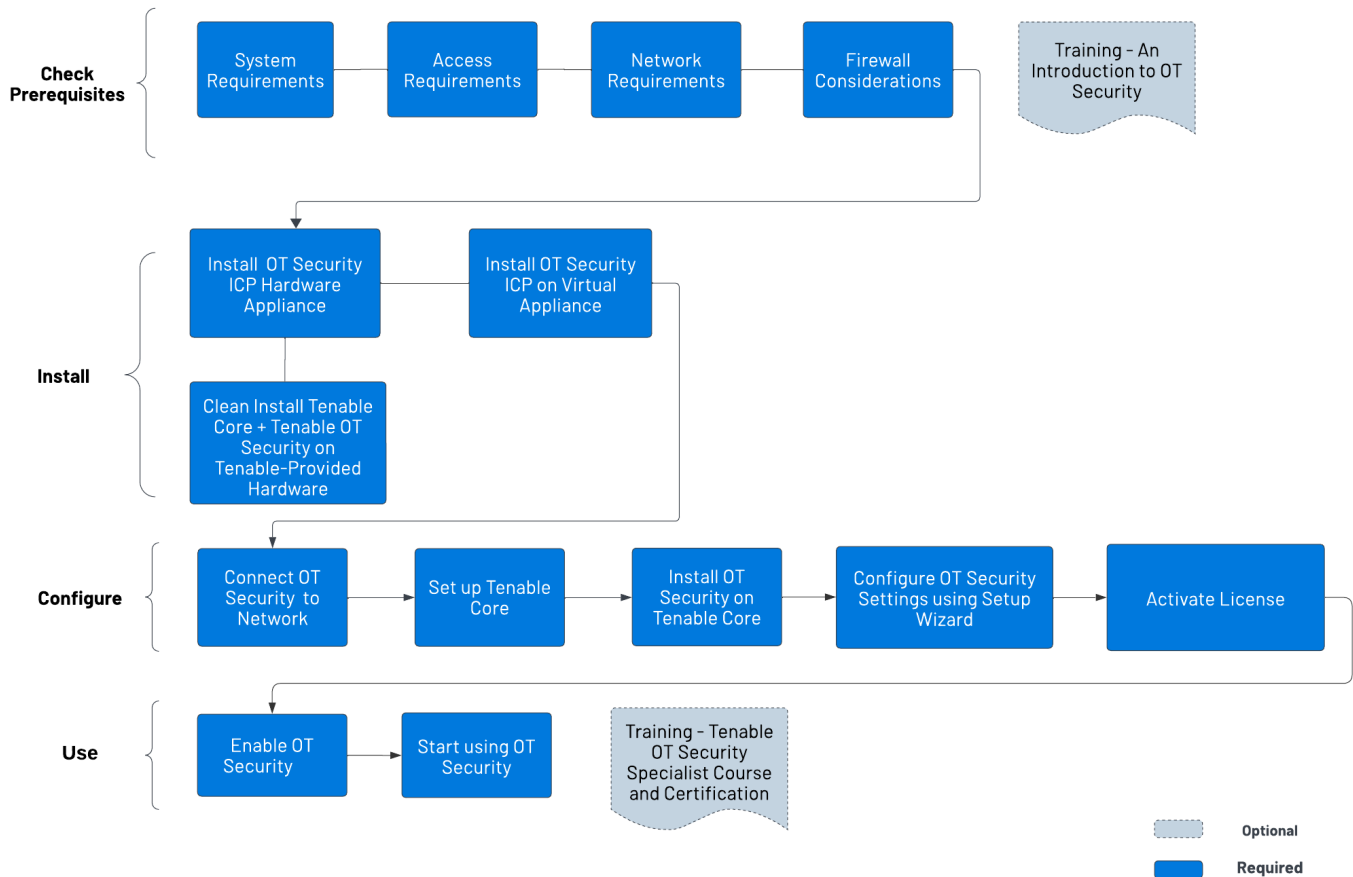 Check
Prerequisites
System
Requirements
Access
Requirements
Network
Requirements
Firewall
Considerations
Training - An
Introduction to OT
Security
Install
Install OT Security
ICP Hardware
Appliance
Install OT Security
ICP on Virtual
Appliance
Clean Install Tenable
Core + Tenable OT
Security on
Tenable-Provided
Hardware
Configure
Connect OT
Security to
Network
Set up Tenable
Core
Install OT
Security on
Tenable Core
Configure OT Security
Settings using Setup
Wizard
Activate License
Use
Enable OT
Security
Start using OT
Security
Training - Tenable
OT Security
Specialist Course
and Certification
Optional
Required